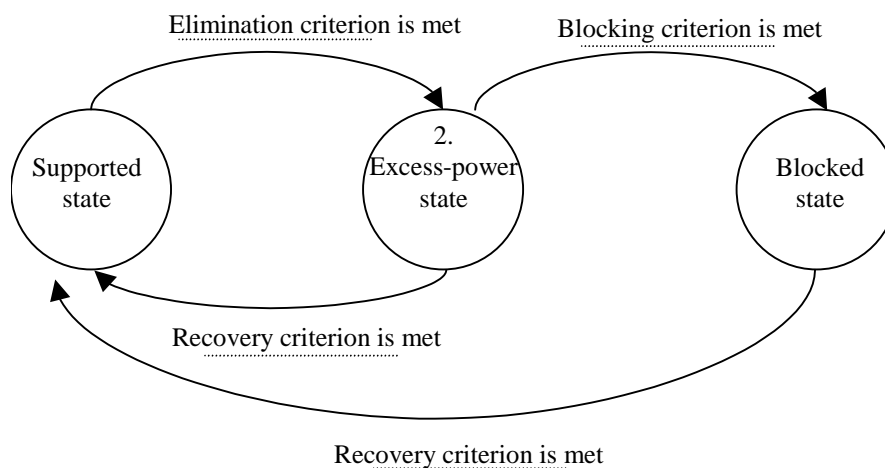 Elimination criterion is met
Blocking criterion is met
Supported
state
2.
Excess-power
state
Blocked
state
Recovery criterion is met
Recovery criterion is met